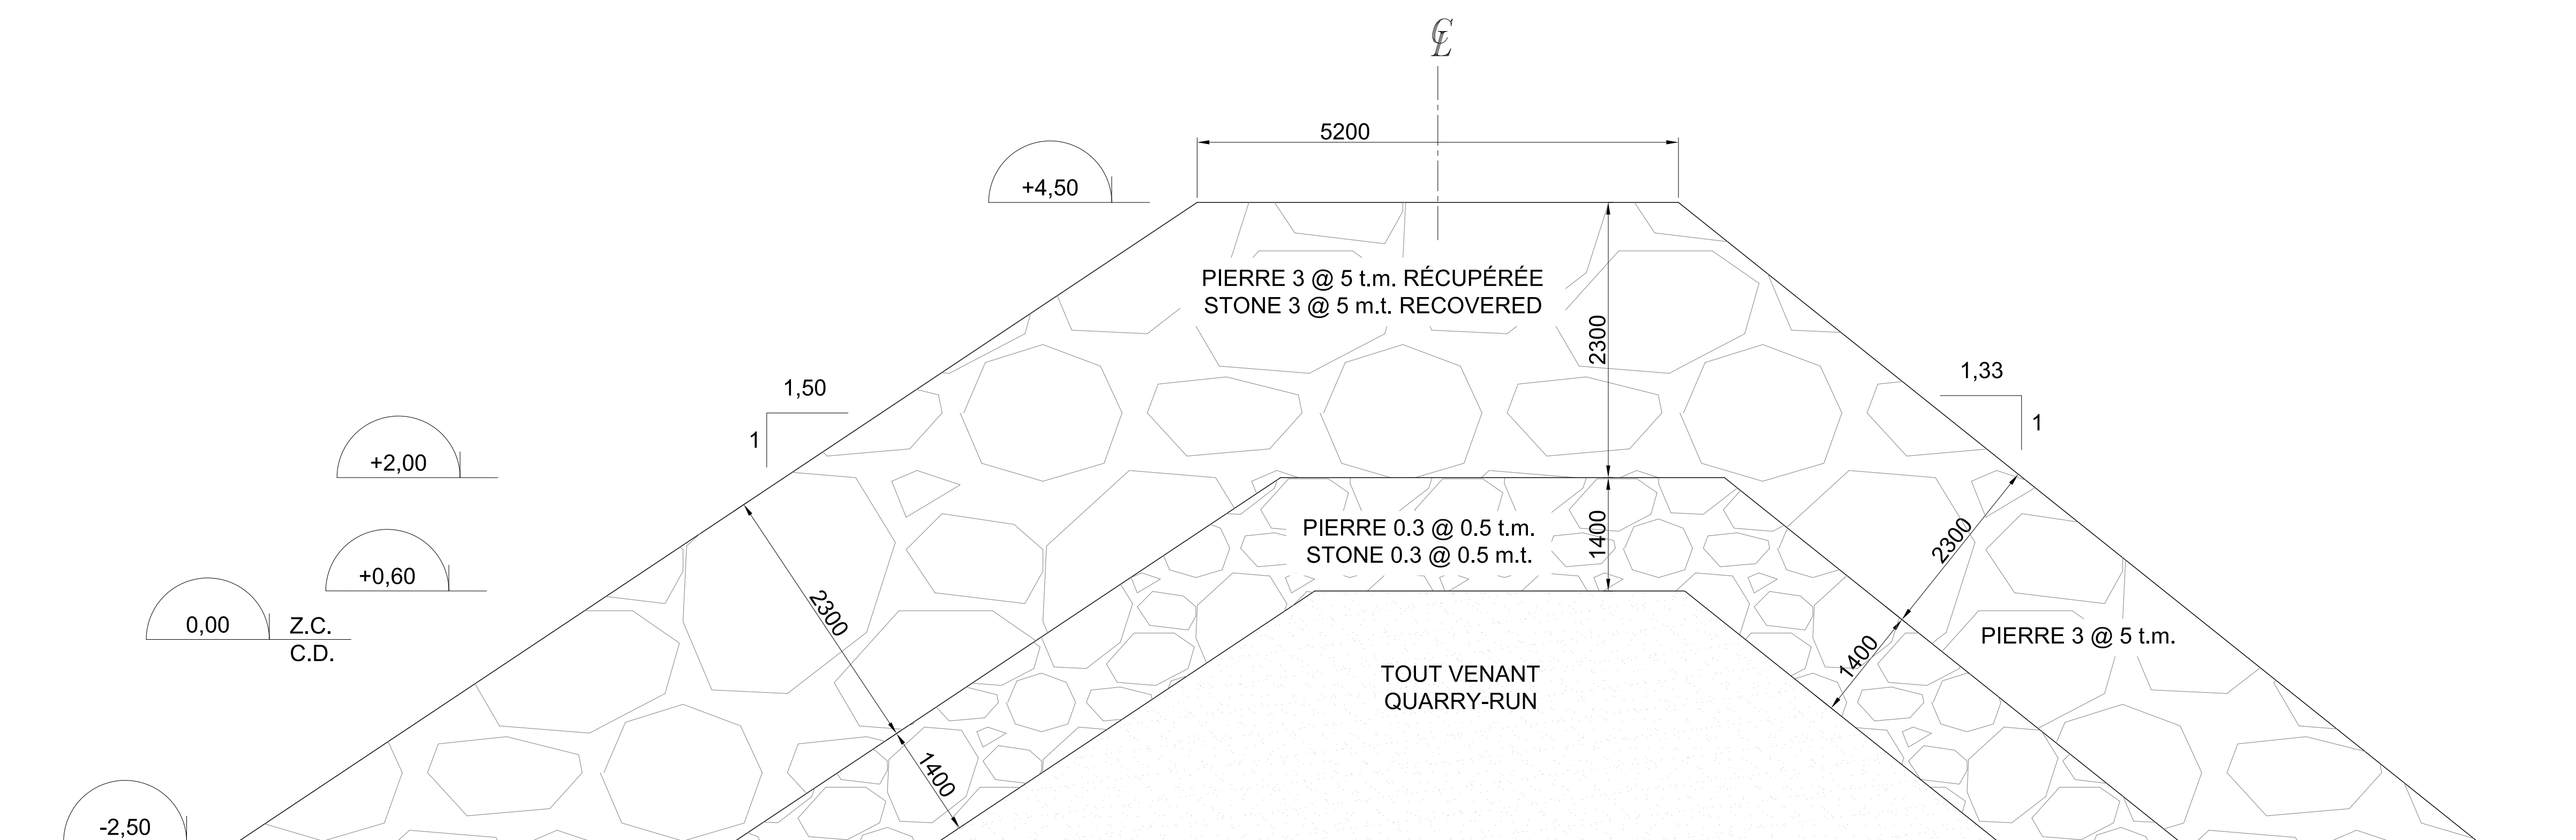 ℄
5200
+4,50
PIERRE 3 @ 5 t.m. RÉCUPÉRÉE
STONE 3 @ 5 m.t. RECOVERED
2300
1,50
1
1,33
1
+2,00
PIERRE 0.3 @ 0.5 t.m.
STONE 0.3 @ 0.5 m.t.
1400
2300
+0,60
2300
0,00
Z.C.
C.D.
1400
PIERRE 3 @ 5 t.m.
TOUT VENANT
QUARRY-RUN
1400
-2,50